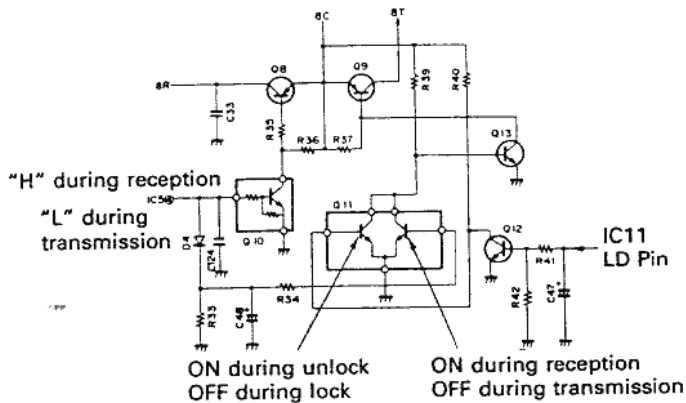 8C
8T
Q8
Q9
8R
C33
R35
R36
R37
R39
R40
Q13
"H" during reception
IC5
"L" during
transmission
Q10
Q11
Q12
IC11
LD Pin
D4
C124
R41
R42
C47
+
R33
C48
+
R34
ON during unlock
OFF during lock
ON during reception
OFF during transmission